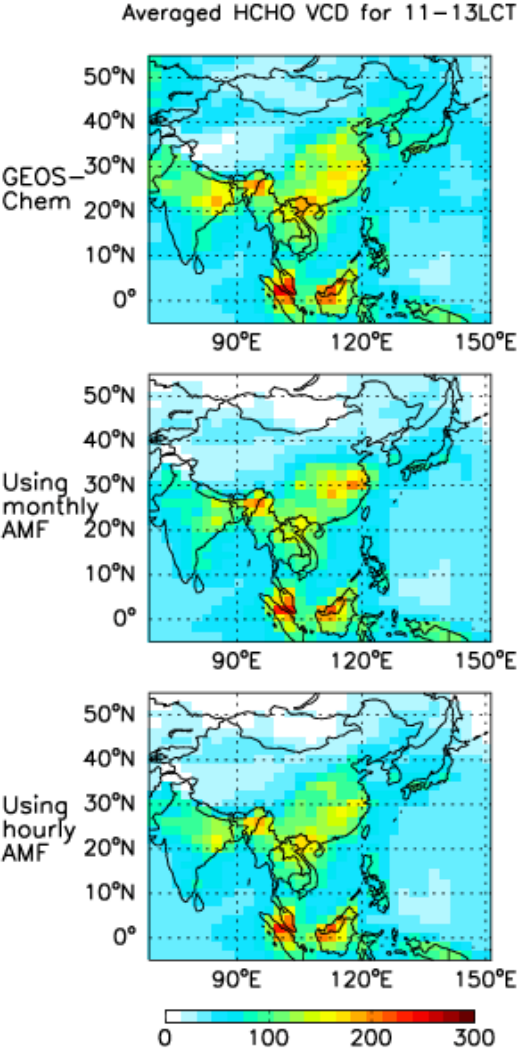 Averaged HCHO VCD for 11-13LCT
50°N
40°N
30°N
20°N
10°N
0°
GEOS-
Chem
90°E 120°E 150°E
50°N
40°N
30°N
20°N
10°N
0°
Using
monthly
AMF
90°E 120°E 150°E
50°N
40°N
30°N
20°N
10°N
0°
Using
hourly
AMF
90°E 120°E 150°E
0 100 200 300